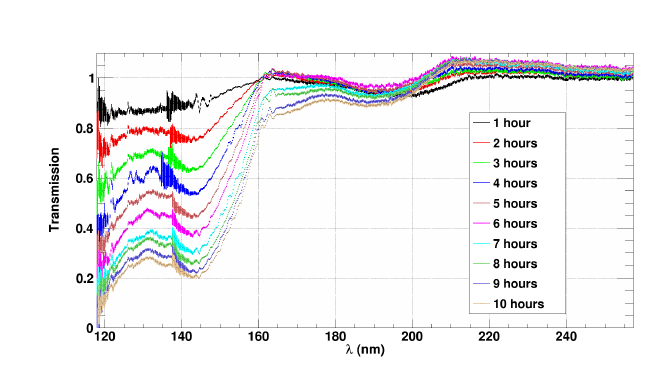 Transmission
1
0.8
0.6
0.4
0.2
0
120 140 160 180 200 220 240
λ (nm)
1 hour
2 hours
3 hours
4 hours
5 hours
6 hours
7 hours
8 hours
9 hours
10 hours